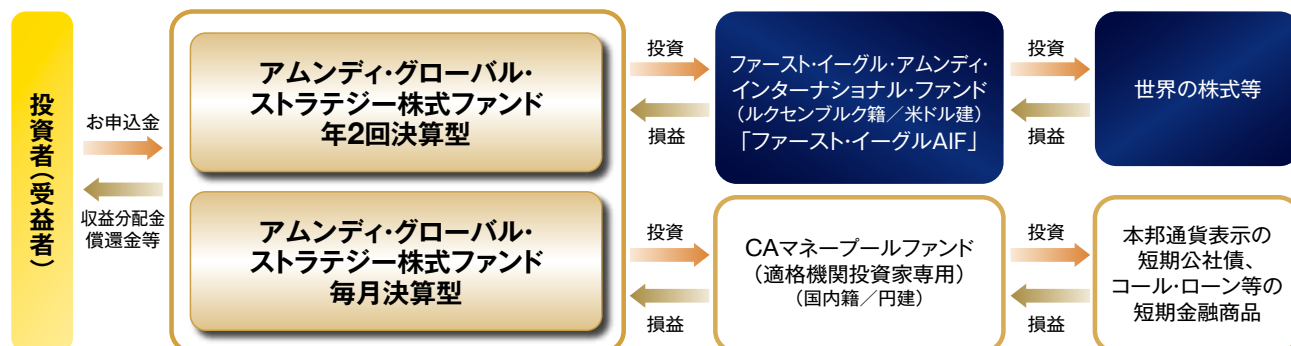 投資者（受益者）
お申込金
収益分配金
償還金等
アムンディ・グローバル・
ストラテジー株式ファンド
年2回決算型
アムンディ・グローバル・
ストラテジー株式ファンド
毎月決算型
投資
損益
ファースト・イーグル・アムンディ・
インターナショナル・ファンド
（ルクセンブルク籍／米ドル建）
「ファースト・イーグルAIF」
投資
損益
世界の株式等
投資
損益
CAマネープールファンド
（適格機関投資家専用）
（国内籍／円建）
投資
損益
本邦通貨表示の
短期公社債、
コール・ローン等の
短期金融商品